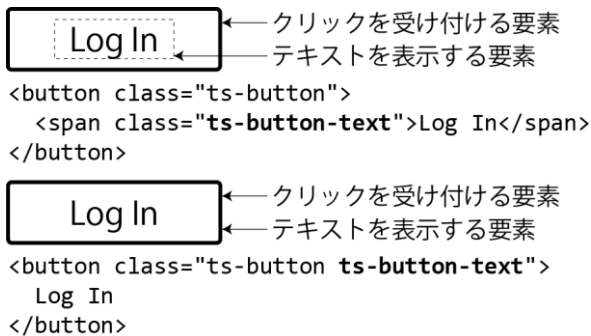 Log In
クリックを受け付ける要素
テキストを表示する要素
<button class="ts-button">
  <span class="ts-button-text">Log In</span>
</button>
Log In
クリックを受け付ける要素
テキストを表示する要素
<button class="ts-button ts-button-text">
  Log In
</button>